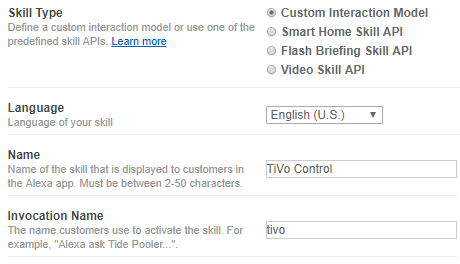 Skill Type
Define a custom interaction model or use one of the
predefined skill APIs. Learn more
Custom Interaction Model
Smart Home Skill API
Flash Briefing Skill API
Video Skill API
Language
Language of your skill
English (U.S.)
Name
Name of the skill that is displayed to customers in
the Alexa app. Must be between 2-50 characters.
TiVo Control
Invocation Name
The name customers use to activate the skill. For
example, "Alexa ask Tide Pooler...".
tivo